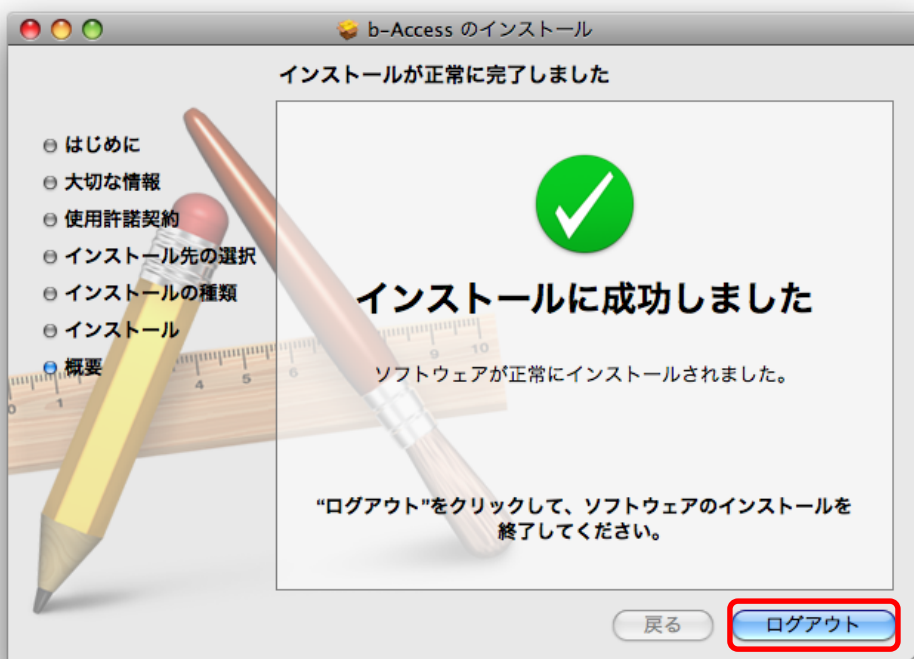 b-Access のインストール
インストールが正常に完了しました
はじめに
大切な情報
使用許諾契約
インストール先の選択
インストールの種類
インストール
概要
インストールに成功しました
ソフトウェアが正常にインストールされました。
“ログアウト”をクリックして、ソフトウェアのインストールを
終了してください。
0 1 4 5 6 9 10
戻る
ログアウト